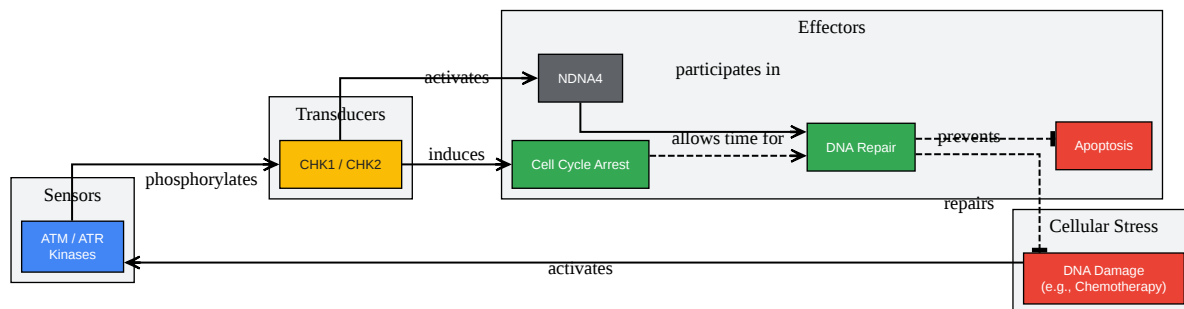 Effectors
NDNA4
participates in
activates
Transducers
CHK1 / CHK2
induces
Cell Cycle Arrest
allows time for
DNA Repair
prevents
Apoptosis
phosphorylates
Sensors
ATM / ATR
Kinases
repairs
Cellular Stress
DNA Damage
(e.g., Chemotherapy)
activates